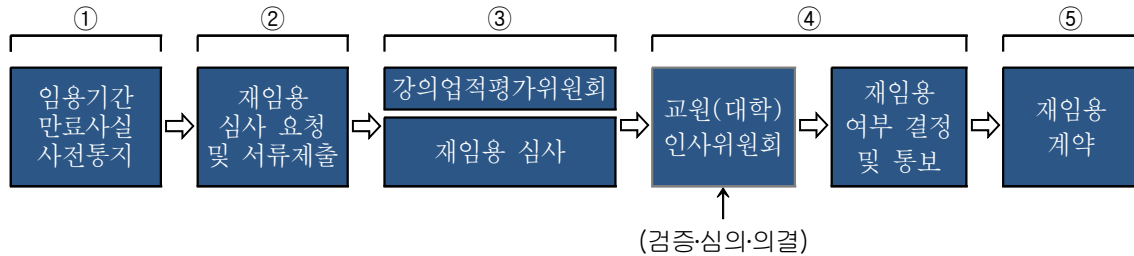 ①
②
③
④
⑤
임용기간
만료사실
사전통지
재임용
심사 요청
및 서류제출
강의업적평가위원회
재임용 심사
교원(대학)
인사위원회
재임용
여부 결정
및 통보
재임용
계약
(검증·심의·의결)